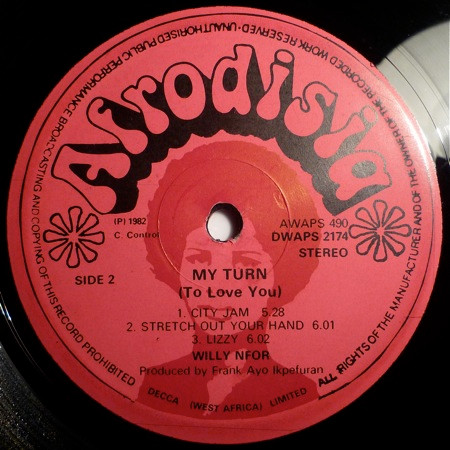 ALL RIGHTS OF THE MANUFACTURER AND OF THE OWNER OF THE RECORDED WORK RESERVED · UNAUTHORISED PUBLIC PERFORMANCE BROADCASTING AND COPYING OF THIS RECORD PROHIBITED
Afrodisia
(P) 1982
C. Control
AWAPS 490
DWAPS 2174
STEREO
SIDE 2
MY TURN
(To Love You)
1. CITY JAM 5.28
2. STRETCH OUT YOUR HAND 6.01
3. LIZZY 6.02
WILLY NFOR
Produced by Frank Ayo Ikpefuran
DECCA (WEST AFRICA) LIMITED